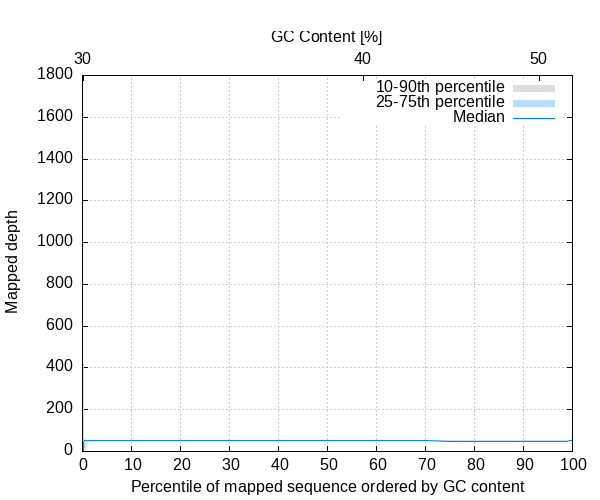 GC Content [%]
30 40 50
10-90th percentile
25-75th percentile
Median
1800
1600
1400
1200
1000
800
600
400
200
0
Mapped depth
0 10 20 30 40 50 60 70 80 90 100
Percentile of mapped sequence ordered by GC content